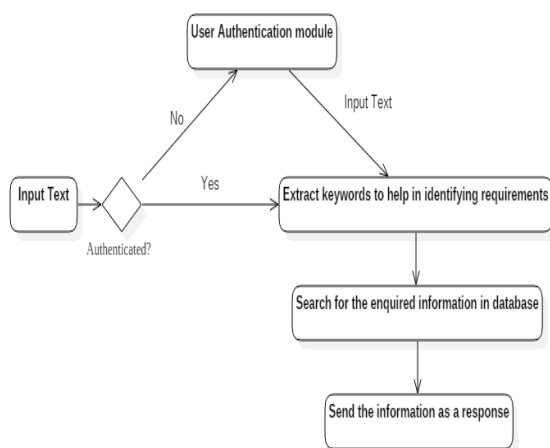 User Authentication module
No
Input Text
Yes
Input Text
Extract keywords to help in identifying requirements
Authenticated?
Search for the enquired information in database
Send the information as a response